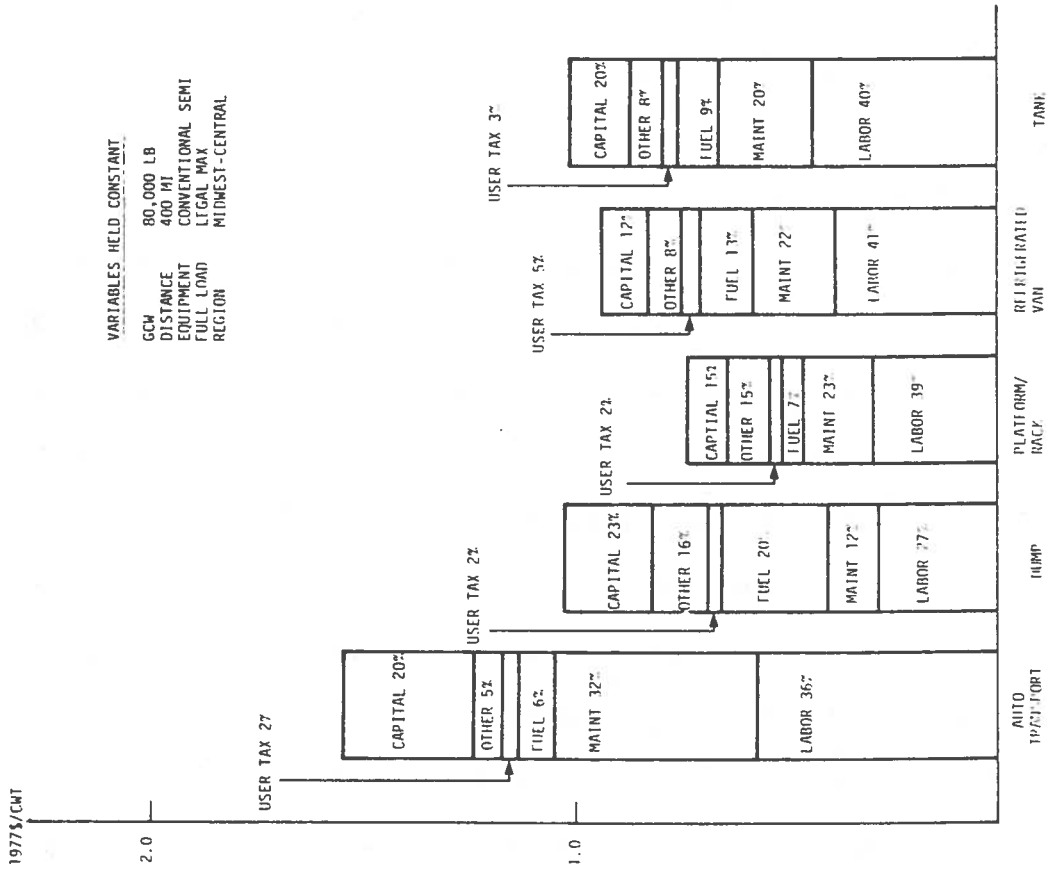 1977$/CWT
2.0
1.0
VARIABLES HELD CONSTANT
GCW 80,000 LB
DISTANCE 400 MI
EQUIPMENT CONVENTIONAL SEMI
FULL LOAD LEGAL MAX
REGION MIDWEST-CENTRAL
USER TAX 2%
CAPITAL 20%
OTHER 5%
FUEL 6%
MAINT 32%
LABOR 36%
AUTO
TRANSPORT
USER TAX 2%
CAPITAL 23%
OTHER 16%
FUEL 20%
MAINT 12%
LABOR 27%
DUMP
USER TAX 2%
CAPTIAL 15%
OTHER 15%
FUEL 7%
MAINT 23%
LABOR 39%
PLATFORM/
RACK
USER TAX 5%
CAPITAL 12%
OTHER 8%
FUEL 13%
MAINT 22%
LABOR 41%
REFRIGERATED
VAN
USER TAX 3%
CAPITAL 20%
OTHER 8%
FUEL 9%
MAINT 20%
LABOR 40%
TANK